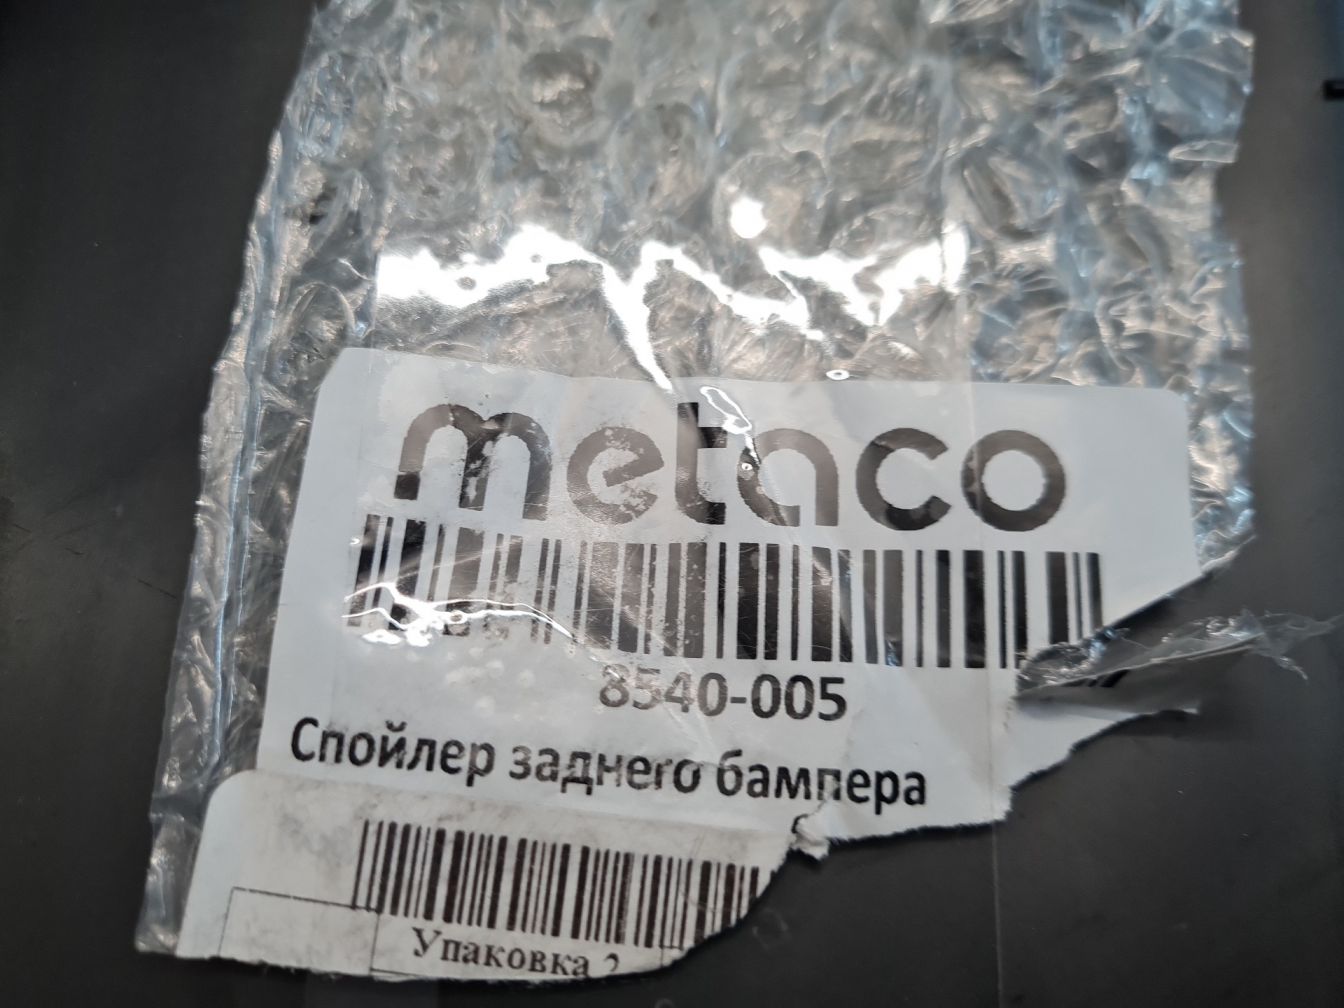 metaco
8540-005
Спойлер заднего бампера
Упаковка 2